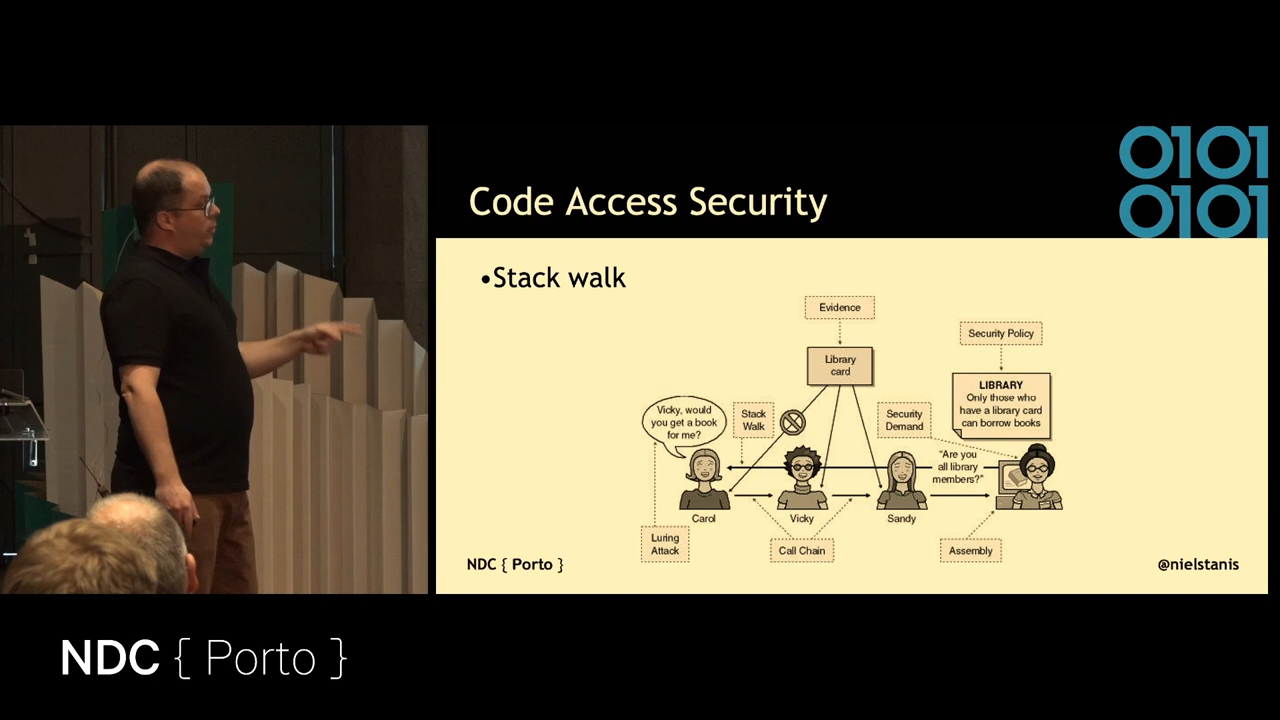 0101
0101
Code Access Security
•Stack walk
Evidence
Security Policy
Library
card
LIBRARY
Only those who
have a library card
can borrow books
Vicky, would
you get a book
for me?
Stack
Walk
Security
Demand
"Are you
all library
members?"
Carol
Vicky
Sandy
Luring
Attack
Call Chain
Assembly
NDC { Porto }
@nielstanis
NDC { Porto }